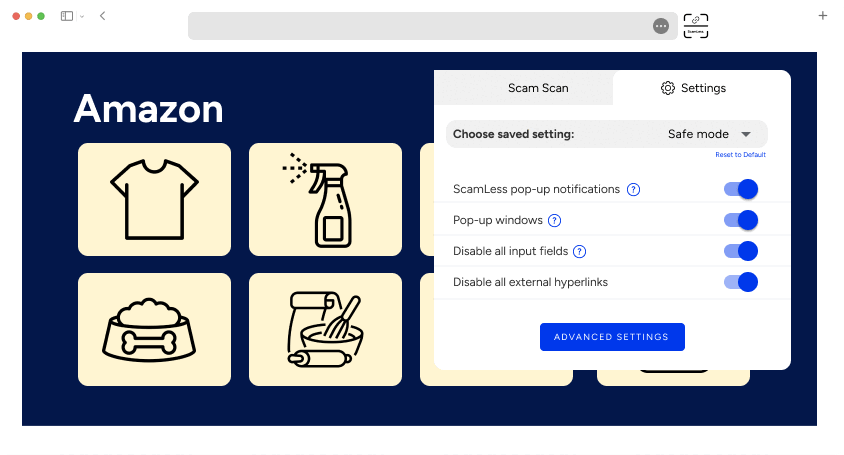 ScamLess
Scam Scan
Settings
Amazon
Choose saved setting:
Safe mode
Reset to Default
ScamLess pop-up notifications ?
Pop-up windows ?
Disable all input fields ?
Disable all external hyperlinks
ADVANCED SETTINGS